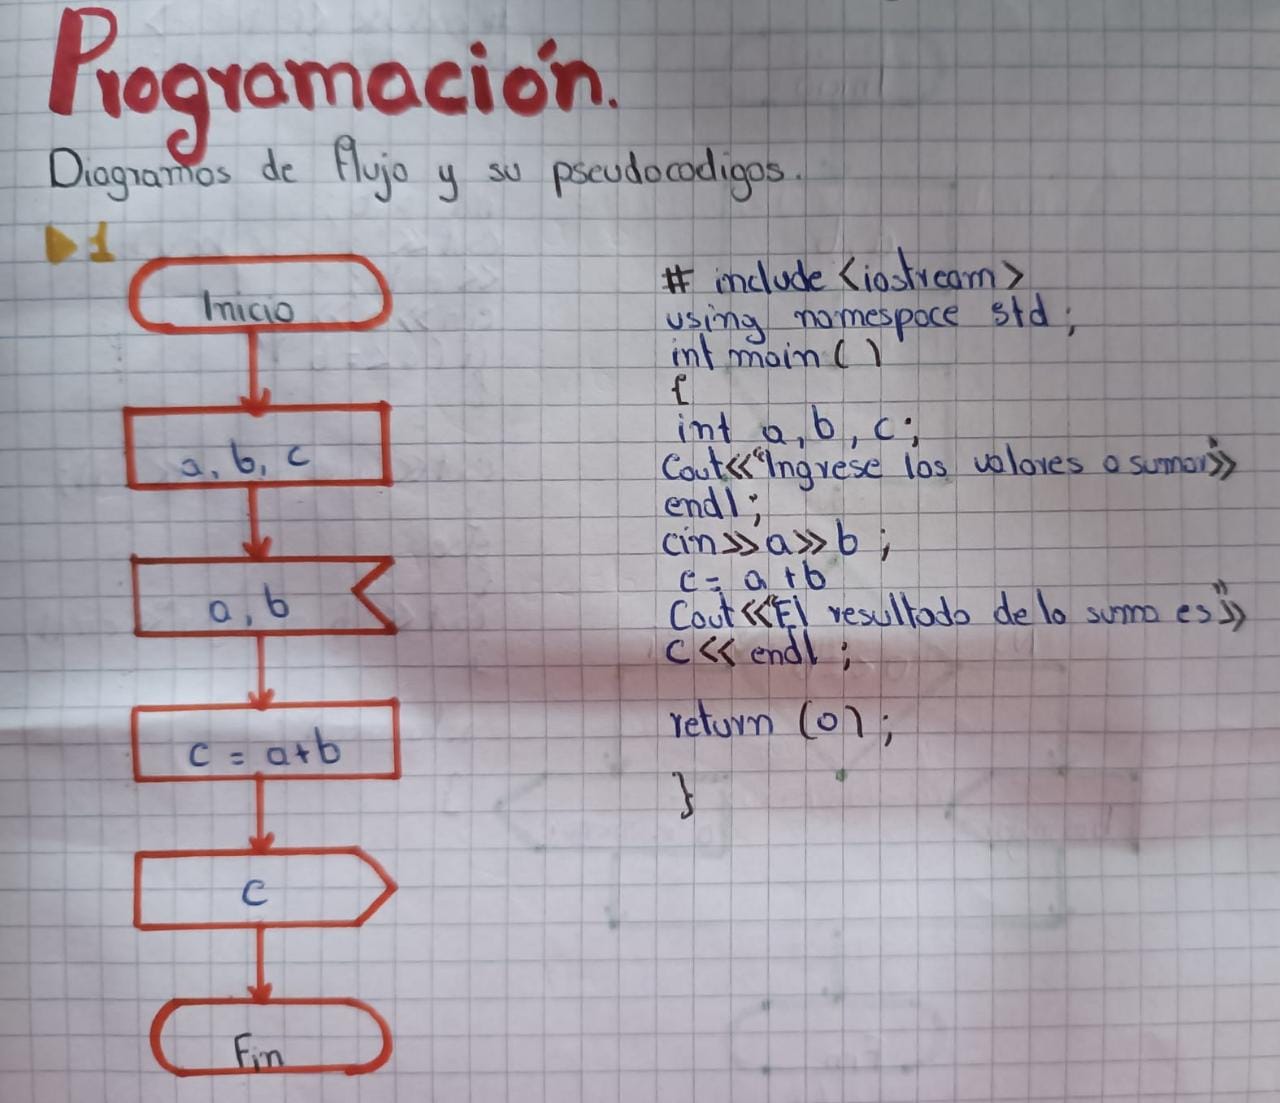 Programación.
Diagramas de flujo y su pseudocodigos.
1
Inicio
a, b, c
a, b
c = a+b
c
Fin
# include <iostream>
using namespace std;
int main ()
{
int a, b, c;
Cout<<"Ingrese los valores a sumar">>
endl;
cin>>a>>b;
c= a+b
Cout<<"El resultado de la suma es">>
c << endl;
return (0);
}